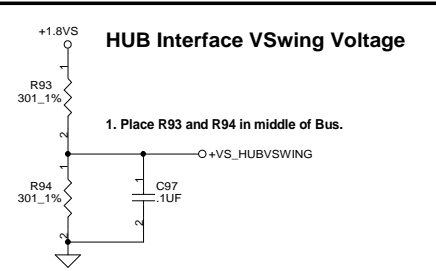 +1.8VS
HUB Interface VSwing Voltage
1
R93
301_1%
2
1. Place R93 and R94 in middle of Bus.
+VS_HUBVSWING
1
R94
301_1%
2
1
C97
.1UF
2